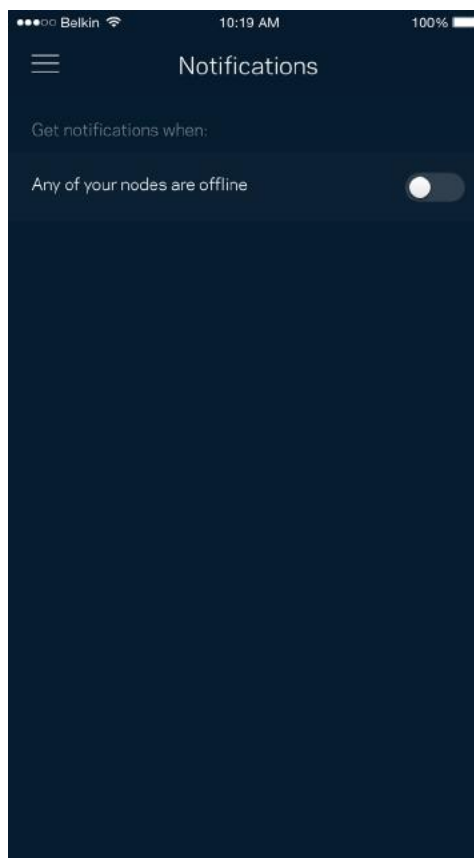 Belkin 10:19 AM 100%
Notifications
Get notifications when:
Any of your nodes are offline